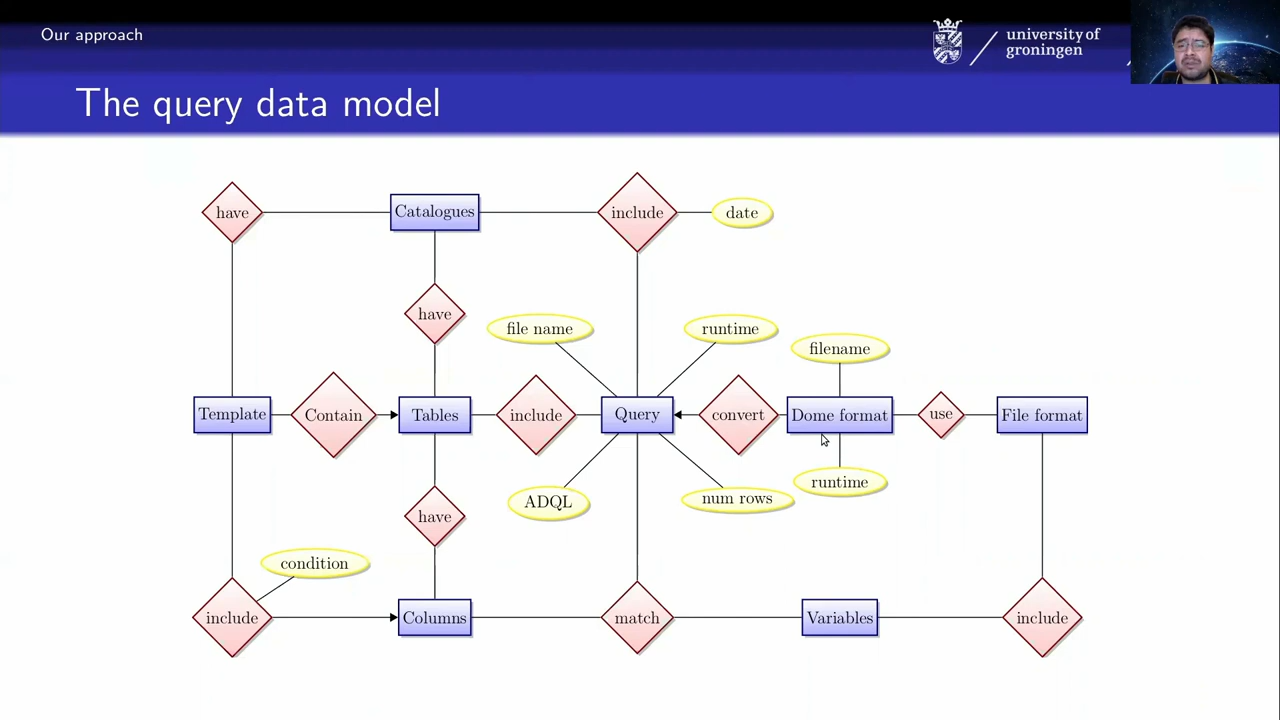 Our approach
university of
groningen
The query data model
have
Catalogues
include
date
have
file name
runtime
filename
Template
Contain
Tables
include
Query
convert
Dome format
use
File format
runtime
ADQL
num rows
have
condition
include
Columns
match
Variables
include